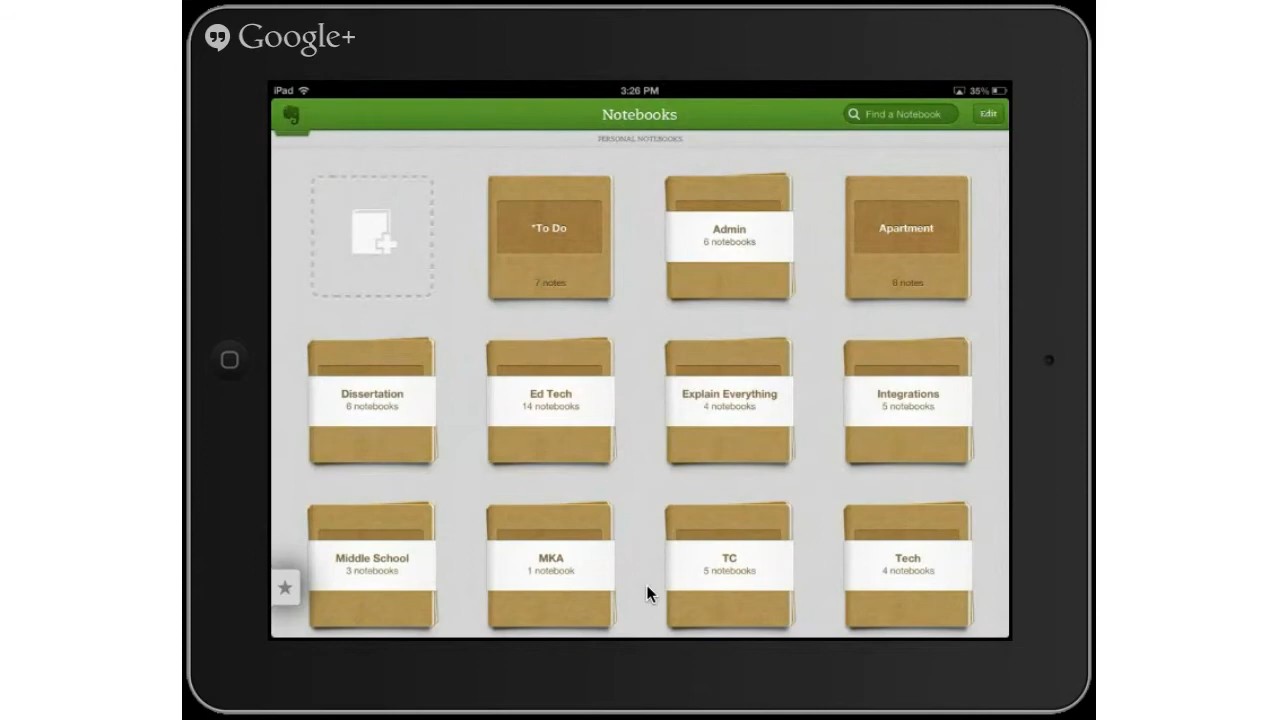 Google+
iPad 3:26 PM 35%
Notebooks Find a Notebook Edit
PERSONAL NOTEBOOKS
*To Do Admin Apartment
6 notebooks
7 notes 8 notes
Dissertation Ed Tech Explain Everything Integrations
6 notebooks 14 notebooks 4 notebooks 5 notebooks
Middle School MKA TC Tech
3 notebooks 1 notebook 5 notebooks 4 notebooks